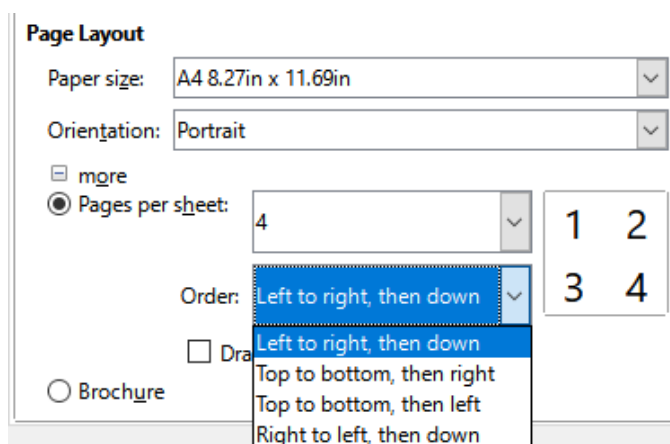 Page Layout
Paper size: A4 8.27in x 11.69in
Orientation: Portrait
more
Pages per sheet: 4
1 2
3 4
Order: Left to right, then down
Left to right, then down
Dra
Top to bottom, then right
Top to bottom, then left
Brochure
Right to left, then down